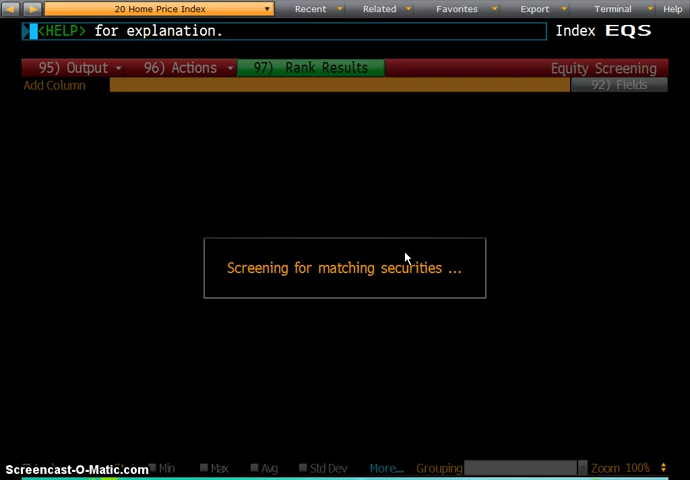 20 Home Price Index Recent Related Favorites Export Terminal Help
<HELP> for explanation. Index EQS
95) Output 96) Actions 97) Rank Results Equity Screening
Add Column 92) Fields
Screening for matching securities ...
Min Max Avg Std Dev More... Grouping Zoom 100%
Screencast-O-Matic.com